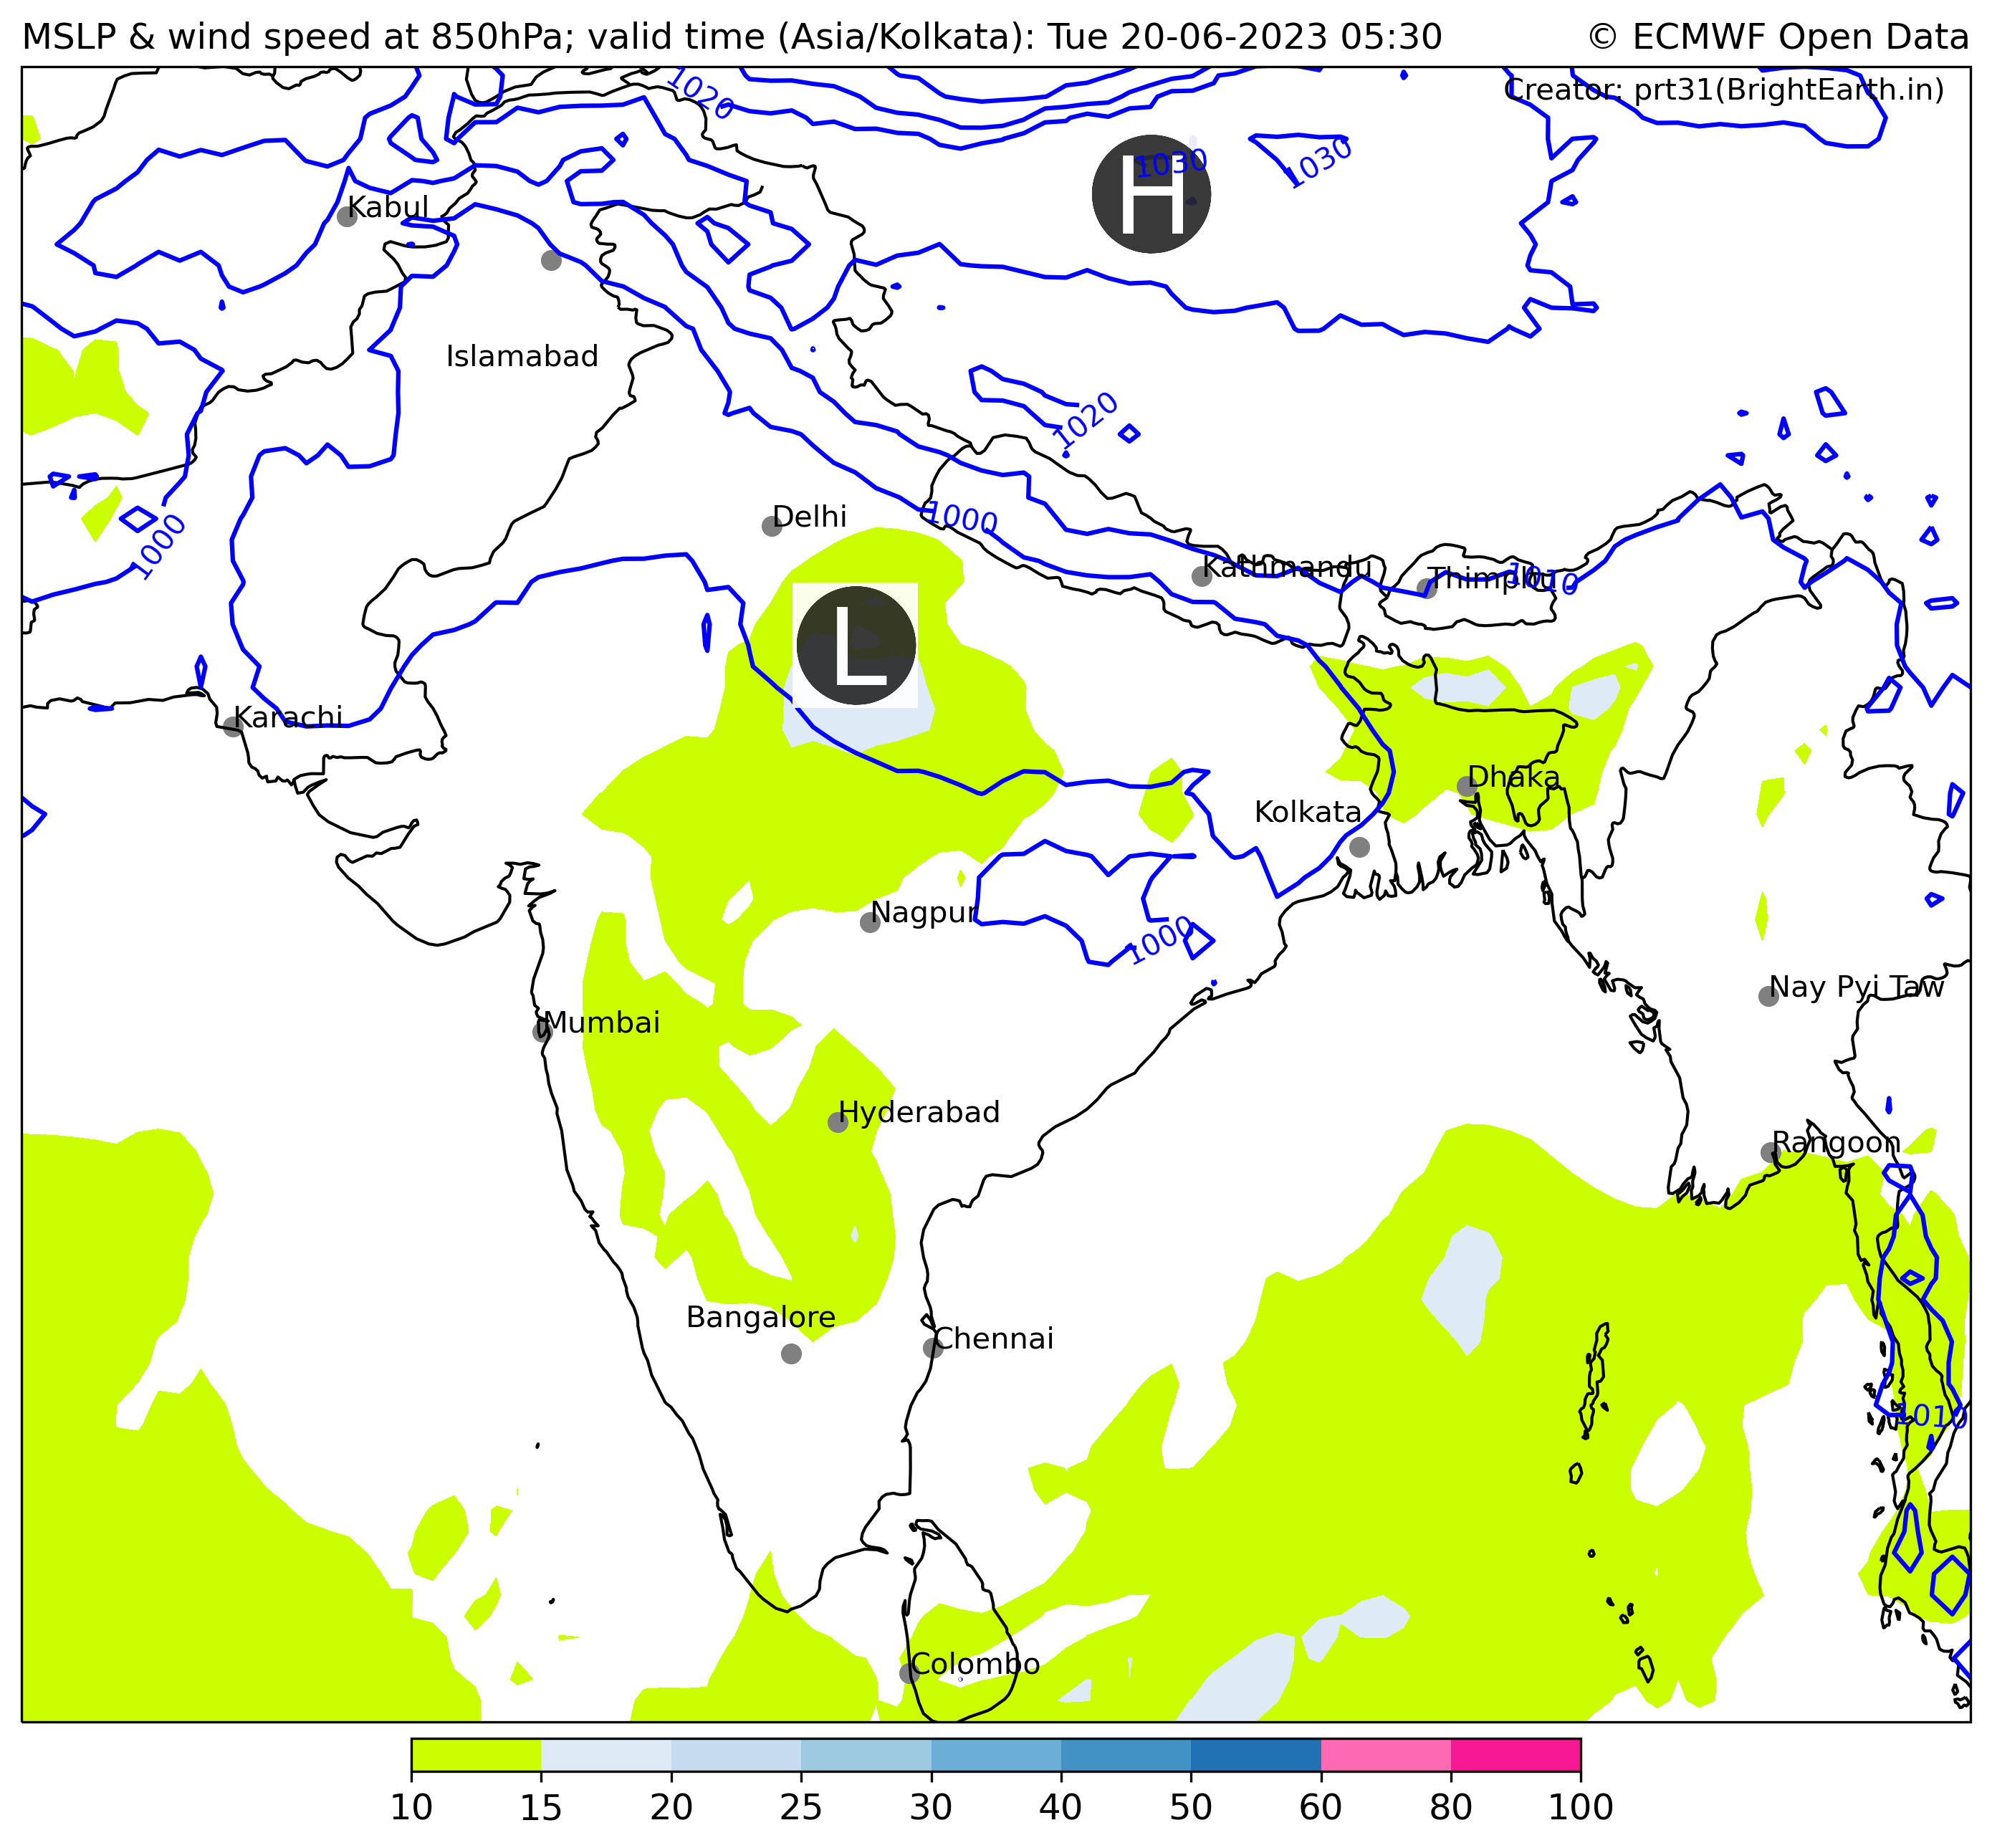 MSLP & wind speed at 850hPa; valid time (Asia/Kolkata): Tue 20-06-2023 05:30
© ECMWF Open Data
Creator: prt31(BrightEarth.in)
1020
H
1030
1030
Kabul
Islamabad
1020
1000
Delhi
1000
Kathmandu
Thimphu
1010
L
Karachi
Dhaka
Kolkata
Nagpur
1000
Nay Pyi Taw
Mumbai
Hyderabad
Rangoon
Bangalore
Chennai
1010
Colombo
10 15 20 25 30 40 50 60 80 100